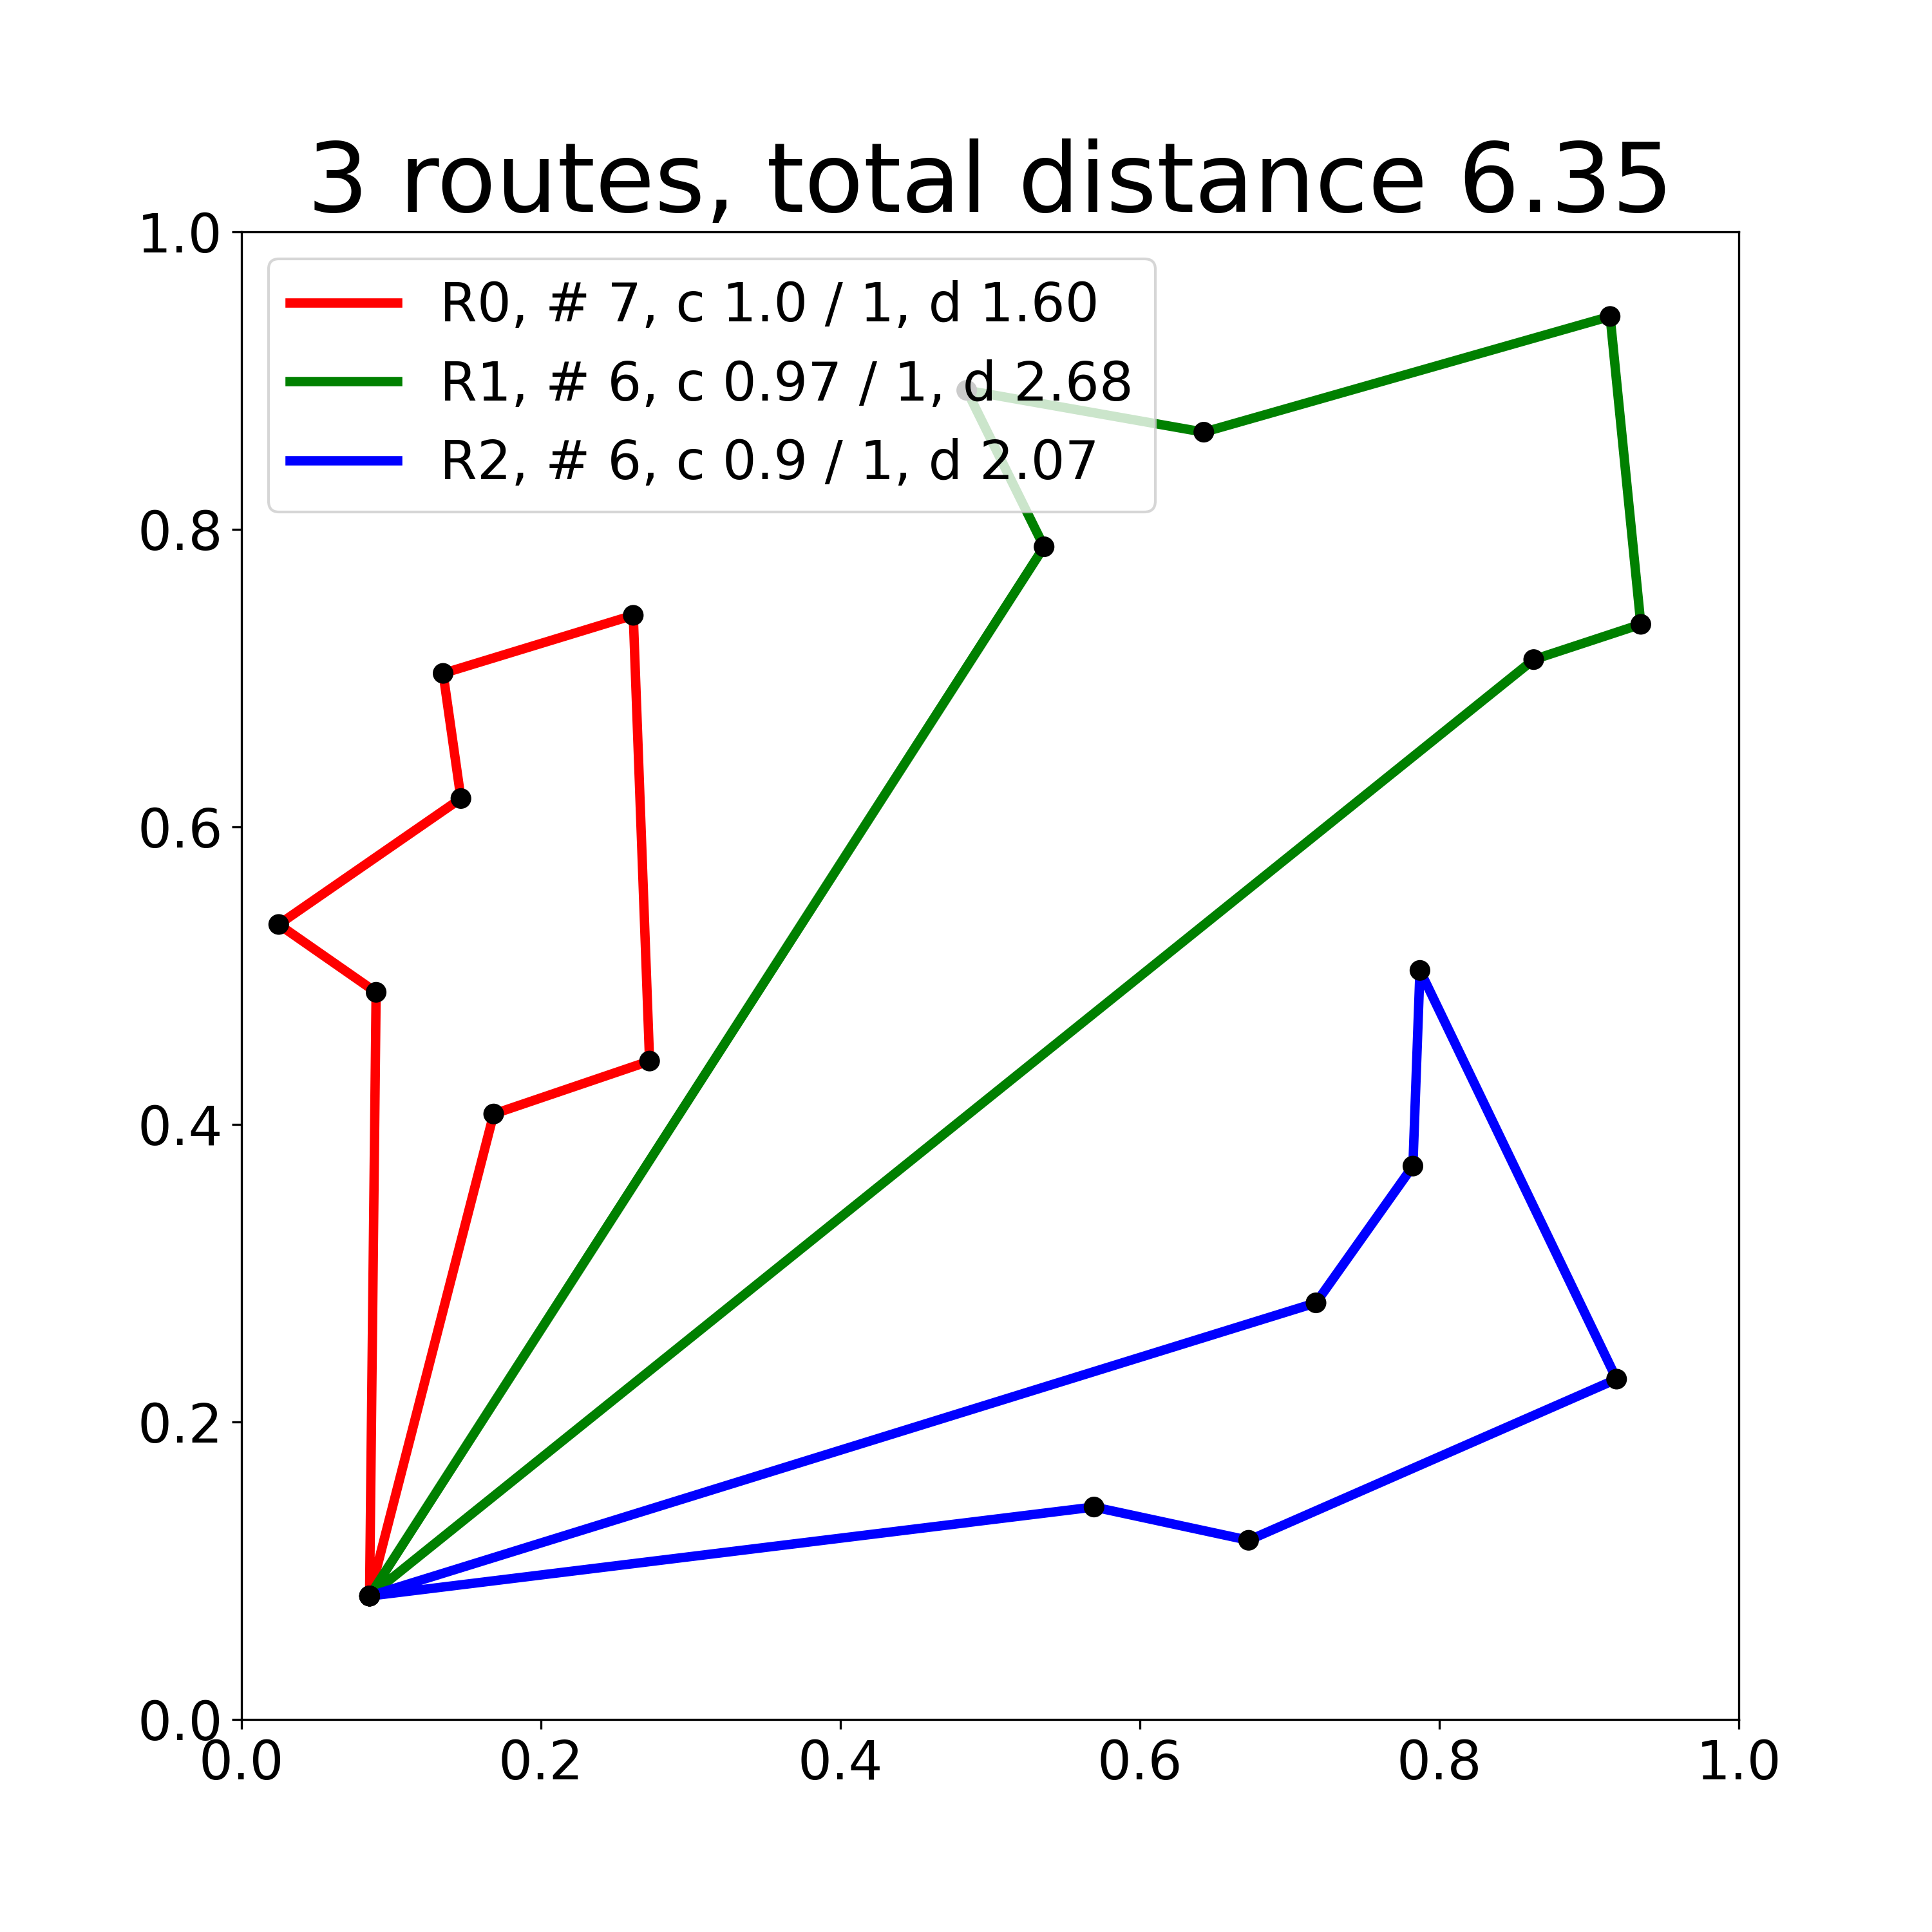 3 routes, total distance 6.35
R0, # 7, c 1.0 / 1, d 1.60
R1, # 6, c 0.97 / 1, d 2.68
R2, # 6, c 0.9 / 1, d 2.07
1.0
0.8
0.6
0.4
0.2
0.0
0.0 0.2 0.4 0.6 0.8 1.0